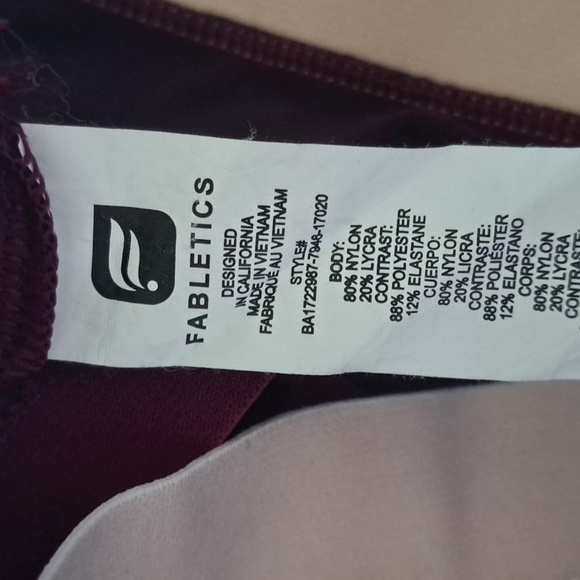 FABLETICS
DESIGNED
IN CALIFORNIA
MADE IN VIETNAM
FABRIQUÉ AU VIETNAM
STYLE#
BA1722987-7946-17020
BODY:
80% NYLON
20% LYCRA
CONTRAST:
88% POLYESTER
12% ELASTANE
CUERPO:
80% NYLON
20% LICRA
CONTRASTE:
88% POLIÉSTER
12% ELASTANO
CORPS:
80% NYLON
20% LYCRA
CONTRASTE